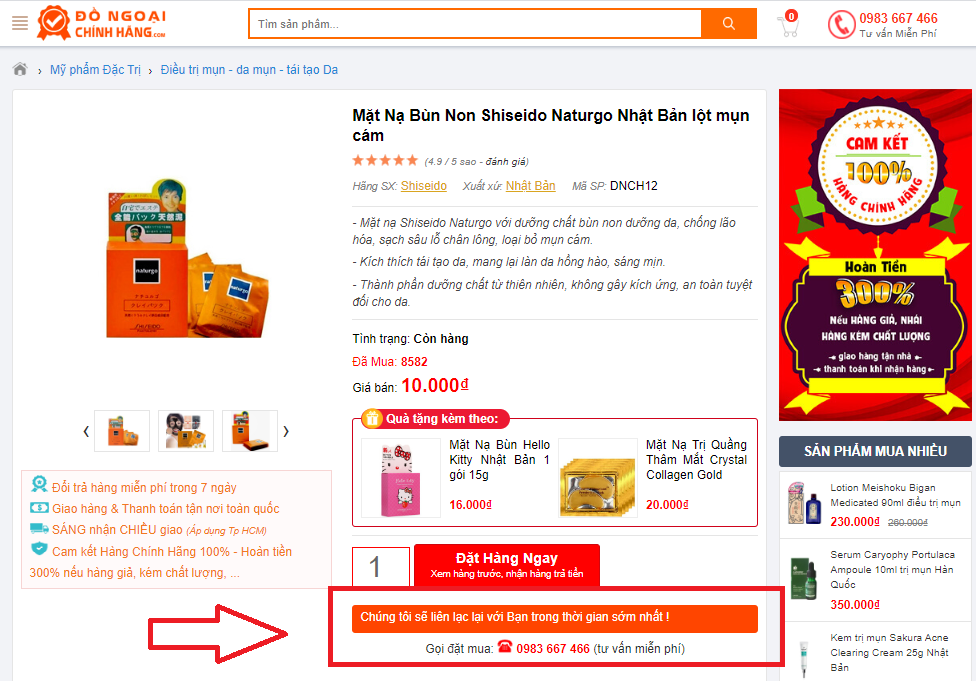 ĐỒ NGOẠI
CHÍNH HÃNG.COM
Tìm sản phẩm...
0
0983 667 466
Tư vấn Miễn Phí
› Mỹ phẩm Đặc Trị › Điều trị mụn - da mụn - tái tạo Da
Mặt Nạ Bùn Non Shiseido Naturgo Nhật Bản lột mụn
cám
(4.9 / 5 sao - đánh giá)
Hãng SX: Shiseido Xuất xứ: Nhật Bản Mã SP: DNCH12
- Mặt nạ Shiseido Naturgo với dưỡng chất bùn non dưỡng da, chống lão
hóa, sạch sâu lỗ chân lông, loại bỏ mụn cám.
- Kích thích tái tạo da, mang lại làn da hồng hào, sáng mịn.
- Thành phần dưỡng chất từ thiên nhiên, không gây kích ứng, an toàn tuyệt
đối cho da.
Tình trạng: Còn hàng
Đã Mua: 8582
Giá bán: 10.000đ
Quà tặng kèm theo:
Mặt Nạ Bùn Hello
Kitty Nhật Bản 1
gói 15g
16.000đ
Mặt Nạ Trị Quầng
Thâm Mắt Crystal
Collagen Gold
20.000đ
1
Đặt Hàng Ngay
Xem hàng trước, nhận hàng trả tiền
Chúng tôi sẽ liên lạc lại với Bạn trong thời gian sớm nhất !
Gọi đặt mua: 0983 667 466 (tư vấn miễn phí)
naturgo
naturgo
SHISEIDO
Đổi trả hàng miễn phí trong 7 ngày
Giao hàng & Thanh toán tận nơi toàn quốc
SÁNG nhận CHIỀU giao (Áp dụng Tp HCM)
Cam kết Hàng Chính Hãng 100% - Hoàn tiền
300% nếu hàng giả, kém chất lượng, ...
CAM KẾT
100%
HÀNG CHÍNH HÃNG
Hoàn Tiền
300%
NẾU HÀNG GIẢ, NHÁI
HÀNG KÉM CHẤT LƯỢNG
giao hàng tận nhà
thanh toán khi nhận hàng
SẢN PHẨM MUA NHIỀU
Lotion Meishoku Bigan
Medicated 90ml điều trị mụn
230.000đ 260.000đ
Serum Caryophy Portulaca
Ampoule 10ml trị mụn Hàn
Quốc
350.000đ
Kem trị mụn Sakura Acne
Clearing Cream 25g Nhật
Bản